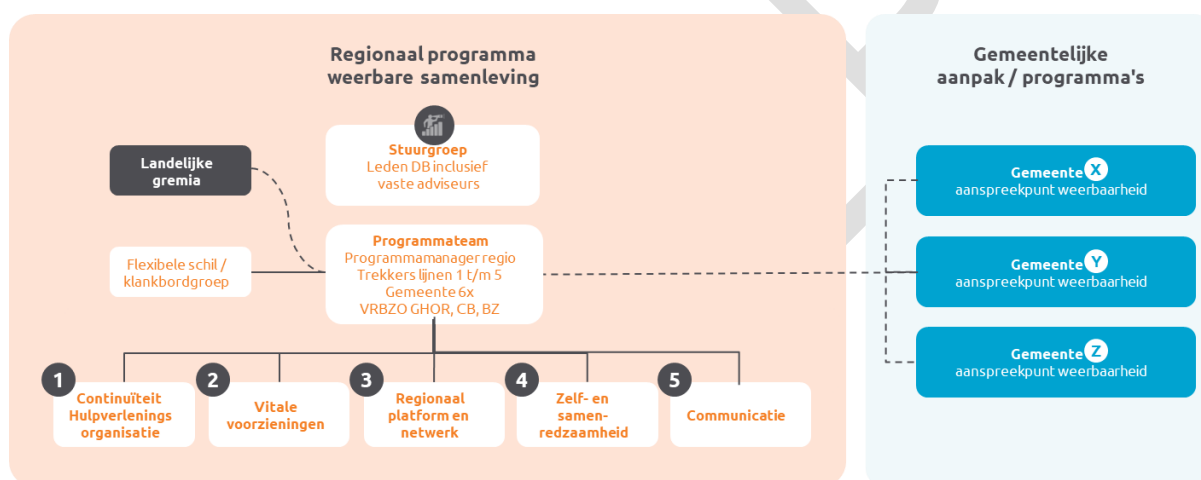 Regionaal programma
weerbare samenleving
Gemeentelijke
aanpak / programma's
Stuurgroep
Leden DB inclusief
vaste adviseurs
Landelijke
gremia
Programmateam
Programmamanager regio
Trekkers lijnen 1 t/m 5
Gemeente 6x
VRBZO GHOR, CB, BZ
Flexibele schil /
klankbordgroep
Gemeente X
aanspreekpunt weerbaarheid
Gemeente Y
aanspreekpunt weerbaarheid
Gemeente Z
aanspreekpunt weerbaarheid
1
Continuïteit
Hulpverlenings
organisatie
2
Vitale
voorzieningen
3
Regionaal
platform en
netwerk
4
Zelf- en
samen-
redzaamheid
5
Communicatie